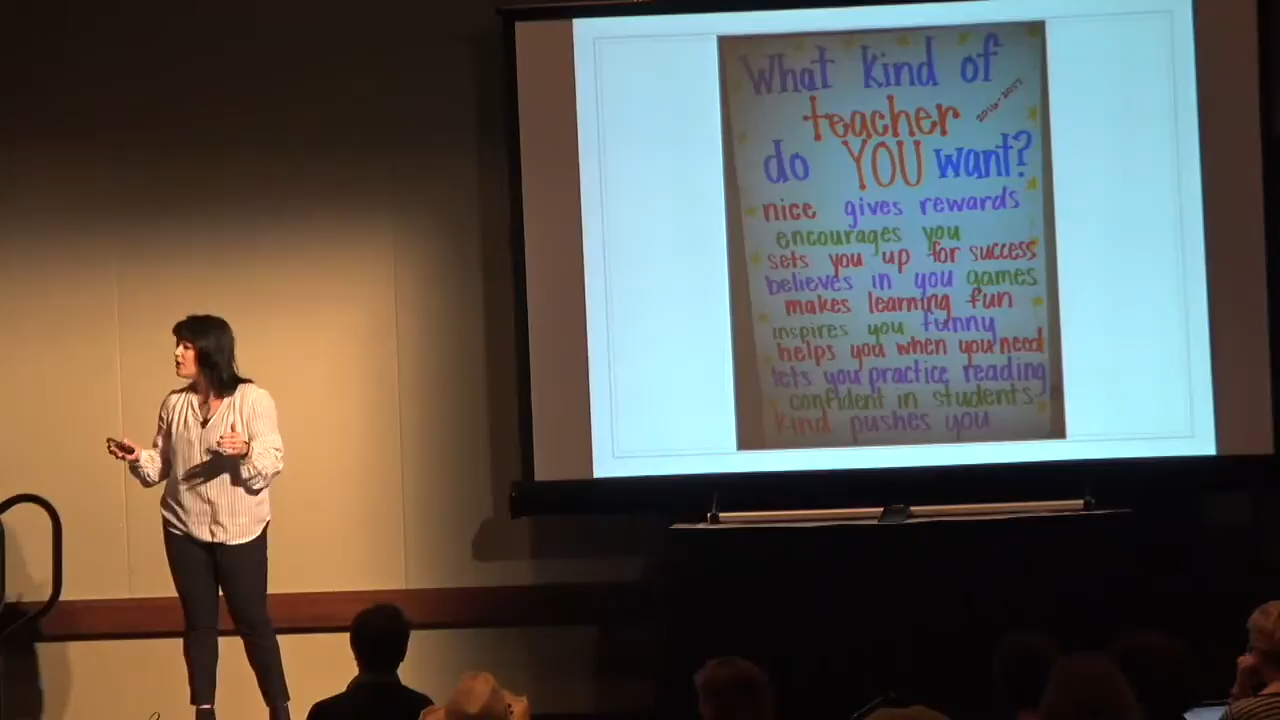 What kind of
teacher 2016-2017
do YOU want?
nice gives rewards
encourages you
sets you up for success
believes in you games
makes learning fun
inspires you funny
helps you when you need
lets you practice reading
confident in students
kind pushes you